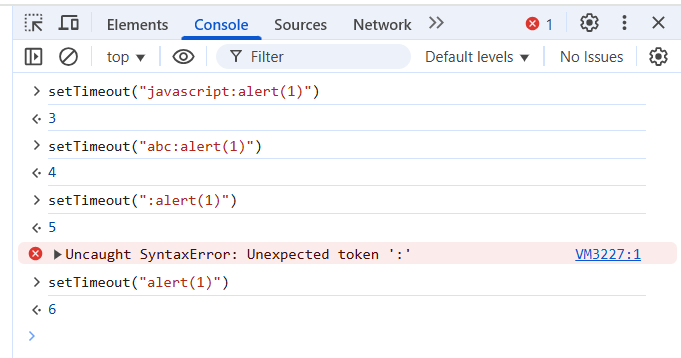 Elements Console Sources Network 1
top Filter Default levels No Issues
setTimeout("javascript:alert(1)")
3
setTimeout("abc:alert(1)")
4
setTimeout(":alert(1)")
5
Uncaught SyntaxError: Unexpected token ':' VM3227:1
setTimeout("alert(1)")
6